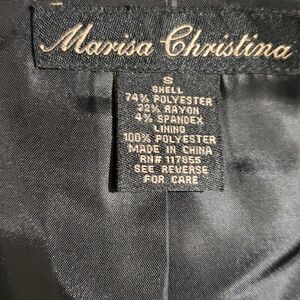 Marisa Christina
S
SHELL
74% POLYESTER
22% RAYON
4% SPANDEX
LINING
100% POLYESTER
MADE IN CHINA
RN# 117855
SEE REVERSE
FOR CARE